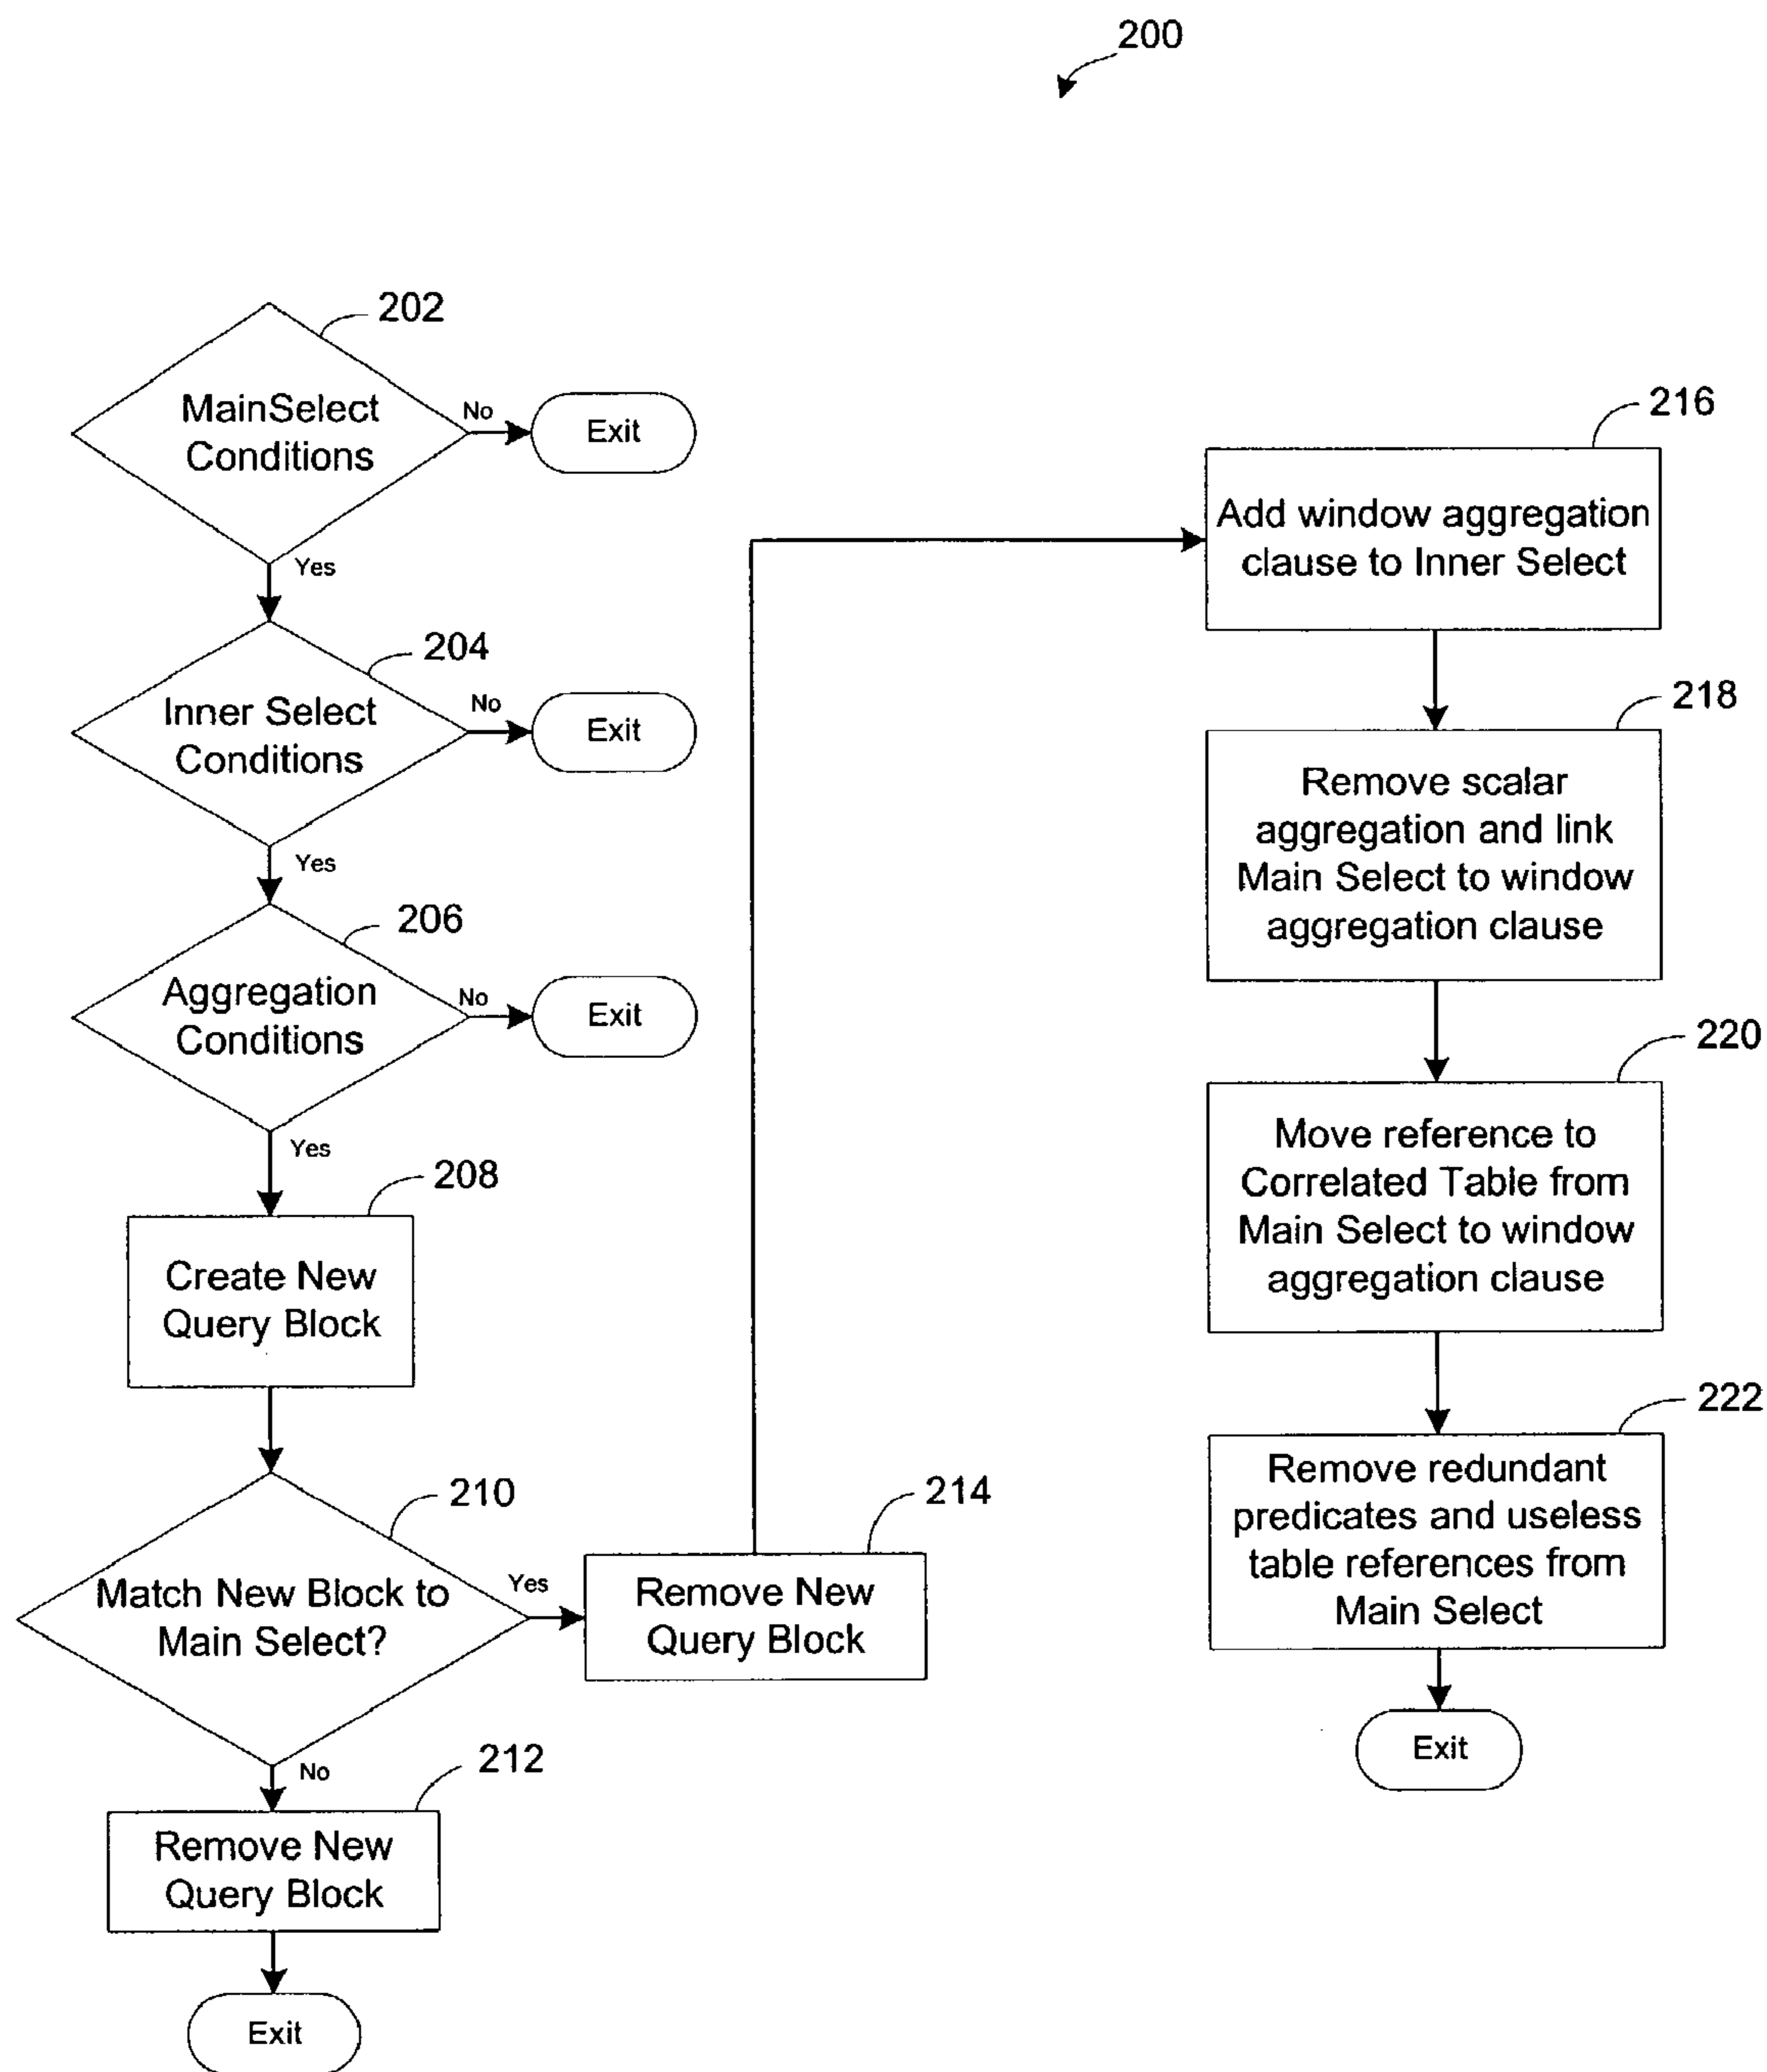 200
202
MainSelect
Conditions
No
Exit
Yes
204
Inner Select
Conditions
No
Exit
Yes
206
Aggregation
Conditions
No
Exit
Yes
208
Create New
Query Block
210
Match New Block to
Main Select?
Yes
214
Remove New
Query Block
No
212
Remove New
Query Block
Exit
216
Add window aggregation
clause to Inner Select
218
Remove scalar
aggregation and link
Main Select to window
aggregation clause
220
Move reference to
Correlated Table from
Main Select to window
aggregation clause
222
Remove redundant
predicates and useless
table references from
Main Select
Exit